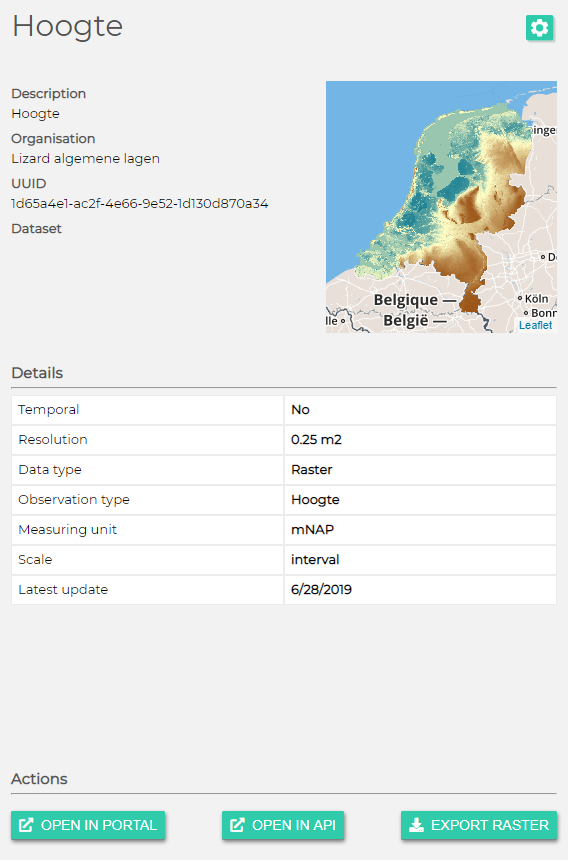 Hoogte
Description
Hoogte
Organisation
Lizard algemene lagen
UUID
1d65a4e1-ac2f-4e66-9e52-1d130d870a34
Dataset
inger
D
Köln
Bonn
Belgique —
België —
lle
Leaflet
Details
Temporal No
Resolution 0.25 m2
Data type Raster
Observation type Hoogte
Measuring unit mNAP
Scale interval
Latest update 6/28/2019
Actions
OPEN IN PORTAL OPEN IN API EXPORT RASTER